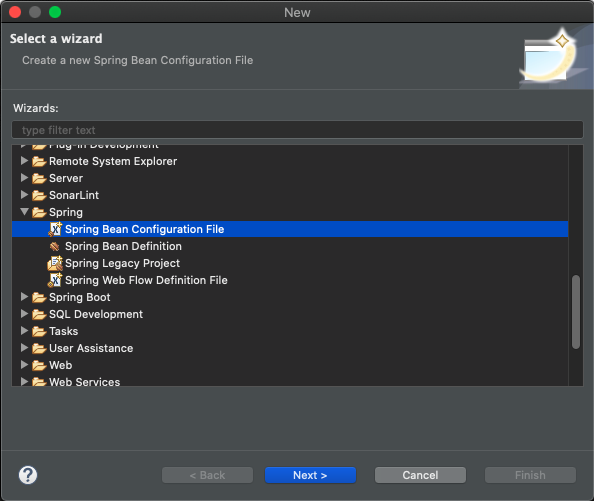 New
Select a wizard
Create a new Spring Bean Configuration File
Wizards:
type filter text
Plug-in Development
Remote System Explorer
Server
SonarLint
Spring
Spring Bean Configuration File
Spring Bean Definition
Spring Legacy Project
Spring Web Flow Definition File
Spring Boot
SQL Development
Tasks
User Assistance
Web
Web Services
? < Back Next > Cancel Finish